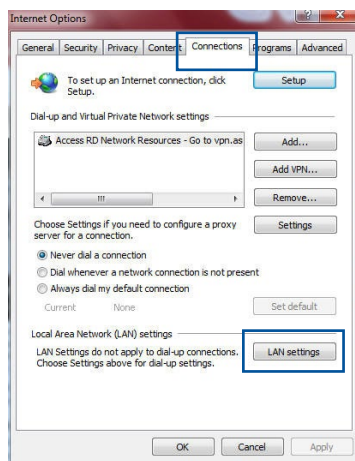 Internet Options
General Security Privacy Content Connections Programs Advanced
To set up an Internet connection, click
Setup.
Setup
Dial-up and Virtual Private Network settings
Access RD Network Resources - Go to vpn.as
Add...
Add VPN...
Remove...
Choose Settings if you need to configure a proxy
server for a connection.
Settings
Never dial a connection
Dial whenever a network connection is not present
Always dial my default connection
Current None
Set default
Local Area Network (LAN) settings
LAN Settings do not apply to dial-up connections.
Choose Settings above for dial-up settings.
LAN settings
OK Cancel Apply